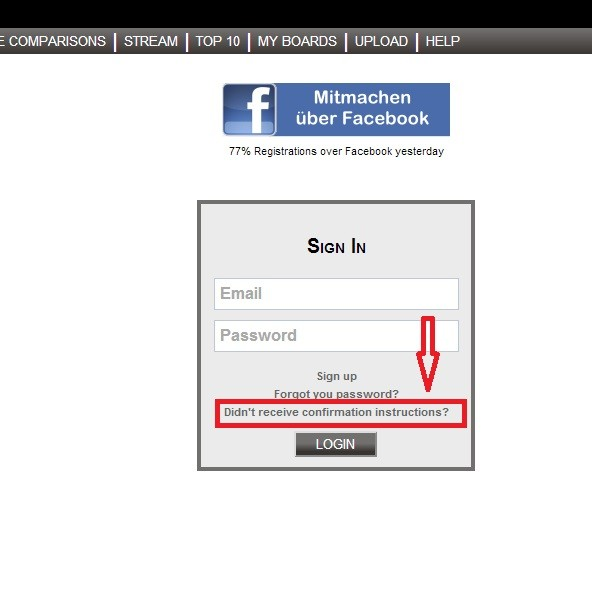 E COMPARISONS | STREAM | TOP 10 | MY BOARDS | UPLOAD | HELP
f Mitmachen
über Facebook
77% Registrations over Facebook yesterday
Sign In
Email
Password
Sign up
Forgot you password?
Didn't receive confirmation instructions?
LOGIN